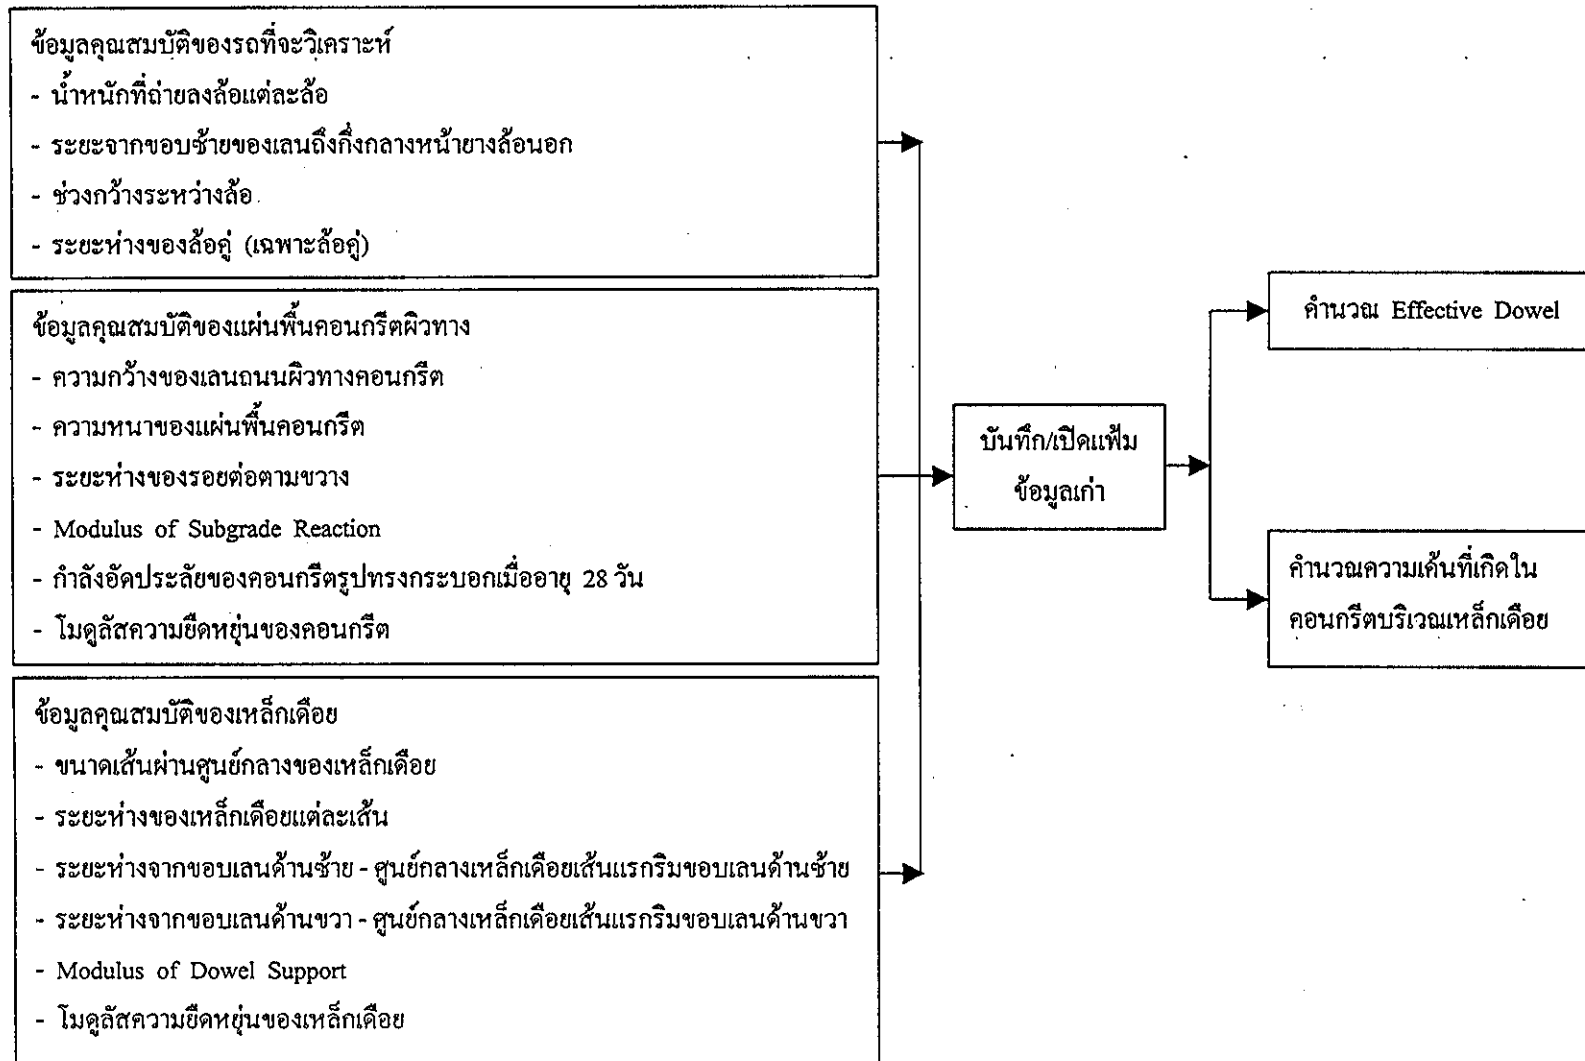 ข้อมูลคุณสมบัติของรถที่จะวิเคราะห์
- น้ำหนักที่ถ่ายลงล้อแต่ละล้อ
- ระยะจากขอบซ้ายของเลนถึงกึ่งกลางหน้ายางล้อนอก
- ช่วงกว้างระหว่างล้อ
- ระยะห่างของล้อคู่ (เฉพาะล้อคู่)
ข้อมูลคุณสมบัติของแผ่นพื้นคอนกรีตผิวทาง
- ความกว้างของเลนถนนผิวทางคอนกรีต
- ความหนาของแผ่นพื้นคอนกรีต
- ระยะห่างของรอยต่อตามขวาง
- Modulus of Subgrade Reaction
- กำลังอัดประลัยของคอนกรีตรูปทรงกระบอกเมื่ออายุ 28 วัน
- โมดูลัสความยืดหยุ่นของคอนกรีต
ข้อมูลคุณสมบัติของเหล็กเดือย
- ขนาดเส้นผ่านศูนย์กลางของเหล็กเดือย
- ระยะห่างของเหล็กเดือยแต่ละเส้น
- ระยะห่างจากขอบเลนด้านซ้าย - ศูนย์กลางเหล็กเดือยเส้นแรกริมขอบเลนด้านซ้าย
- ระยะห่างจากขอบเลนด้านขวา - ศูนย์กลางเหล็กเดือยเส้นแรกริมขอบเลนด้านขวา
- Modulus of Dowel Support
- โมดูลัสความยืดหยุ่นของเหล็กเดือย
บันทึก/เปิดแฟ้ม
ข้อมูลเก่า
คำนวณ Effective Dowel
คำนวณความเค้นที่เกิดใน
คอนกรีตบริเวณเหล็กเดือย